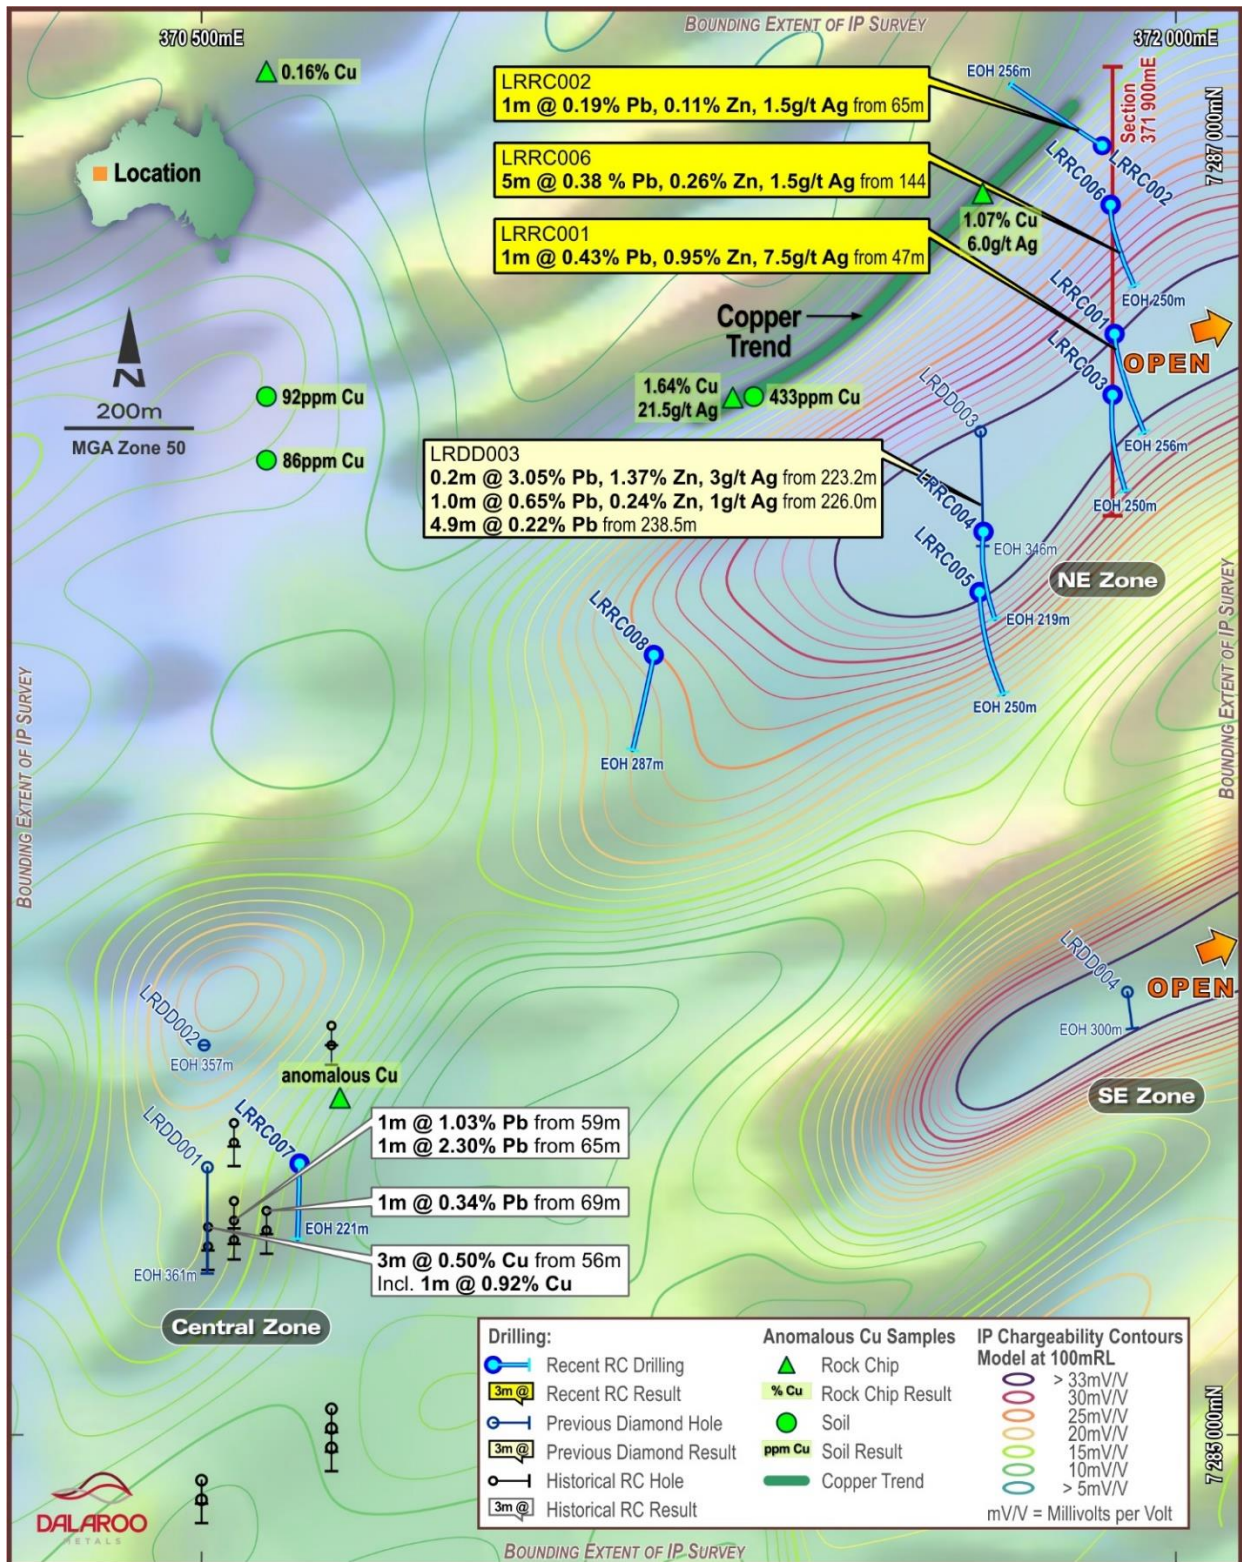 BOUNDING EXTENT OF IP SURVEY
370 500mE
372 000mE
0.16% Cu
EOH 256m
LRRC002
1m @ 0.19% Pb, 0.11% Zn, 1.5g/t Ag from 65m
Section
371 900mE
7 287 000mN
Location
LRRC002
LRRC006
5m @ 0.38 % Pb, 0.26% Zn, 1.5g/t Ag from 144
LRRC006
1.07% Cu
6.0g/t Ag
LRRC001
1m @ 0.43% Pb, 0.95% Zn, 7.5g/t Ag from 47m
EOH 250m
LRRC001
Copper
Trend
OPEN
LRRC003
N
200m
MGA Zone 50
92ppm Cu
1.64% Cu
21.5g/t Ag
433ppm Cu
LRDD003
EOH 256m
86ppm Cu
LRDD003
0.2m @ 3.05% Pb, 1.37% Zn, 3g/t Ag from 223.2m
1.0m @ 0.65% Pb, 0.24% Zn, 1g/t Ag from 226.0m
4.9m @ 0.22% Pb from 238.5m
LRRC004
EOH 250m
EOH 346m
LRRC005
NE Zone
EOH 219m
LRRC008
EOH 250m
EOH 287m
BOUNDING EXTENT OF IP SURVEY
BOUNDING EXTENT OF IP SURVEY
LRDD004
OPEN
EOH 300m
LRDD002
EOH 357m
anomalous Cu
SE Zone
LRDD001
LRRC007
1m @ 1.03% Pb from 59m
1m @ 2.30% Pb from 65m
1m @ 0.34% Pb from 69m
EOH 221m
3m @ 0.50% Cu from 56m
Incl. 1m @ 0.92% Cu
EOH 361m
Central Zone
Drilling:
Recent RC Drilling
3m @
Recent RC Result
Previous Diamond Hole
3m @
Previous Diamond Result
Historical RC Hole
3m @
Historical RC Result
Anomalous Cu Samples
Rock Chip
% Cu
Rock Chip Result
Soil
ppm Cu
Soil Result
Copper Trend
IP Chargeability Contours
Model at 100mRL
> 33mV/V
30mV/V
25mV/V
20mV/V
15mV/V
10mV/V
> 5mV/V
mV/V = Millivolts per Volt
7 285 000mN
DALAROO
METALS
BOUNDING EXTENT OF IP SURVEY